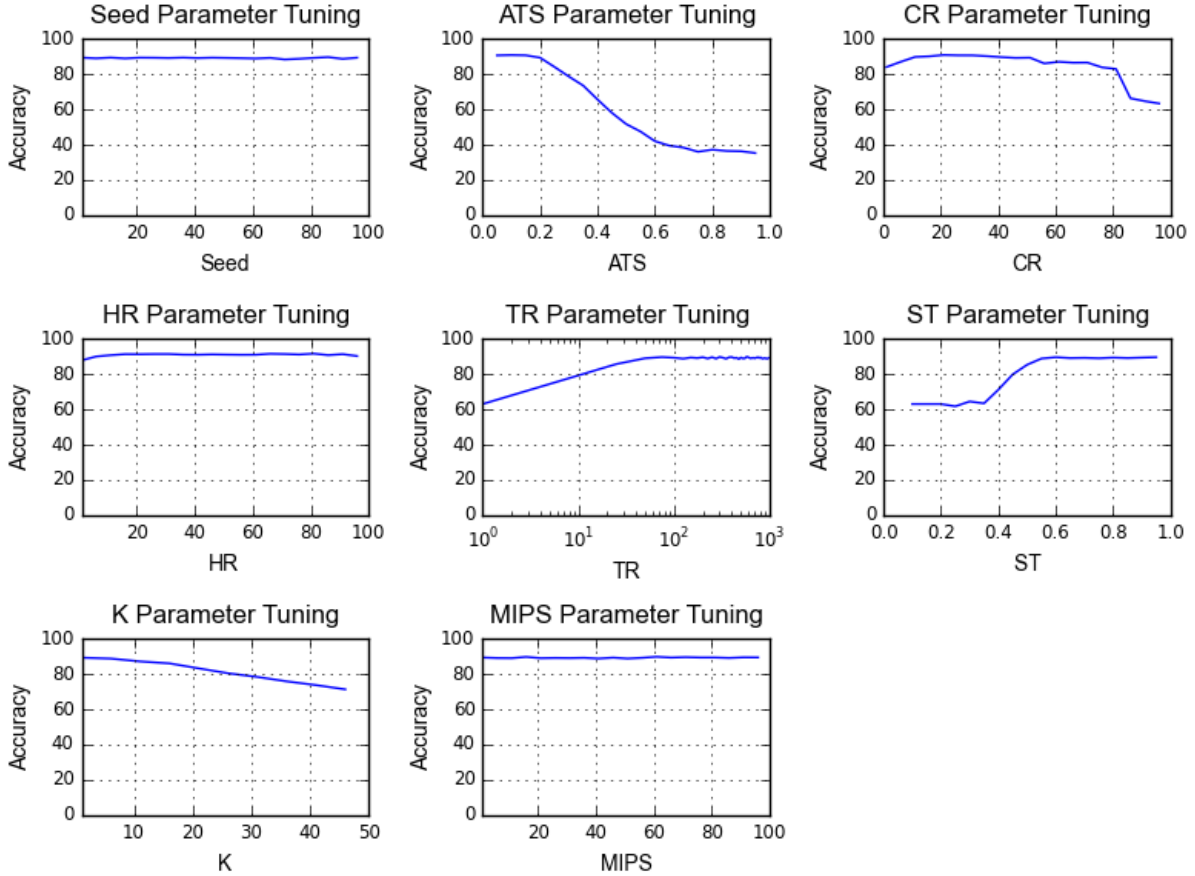 Seed Parameter Tuning
100
80
60
40
20
0
Accuracy
20 40 60 80 100
Seed
ATS Parameter Tuning
100
80
60
40
20
0
Accuracy
0.0 0.2 0.4 0.6 0.8 1.0
ATS
CR Parameter Tuning
100
80
60
40
20
0
Accuracy
0 20 40 60 80 100
CR
HR Parameter Tuning
100
80
60
40
20
0
Accuracy
20 40 60 80 100
HR
TR Parameter Tuning
100
80
60
40
20
0
Accuracy
10⁰ 10¹ 10² 10³
TR
ST Parameter Tuning
100
80
60
40
20
0
Accuracy
0.0 0.2 0.4 0.6 0.8 1.0
ST
K Parameter Tuning
100
80
60
40
20
0
Accuracy
10 20 30 40 50
K
MIPS Parameter Tuning
100
80
60
40
20
0
Accuracy
20 40 60 80 100
MIPS